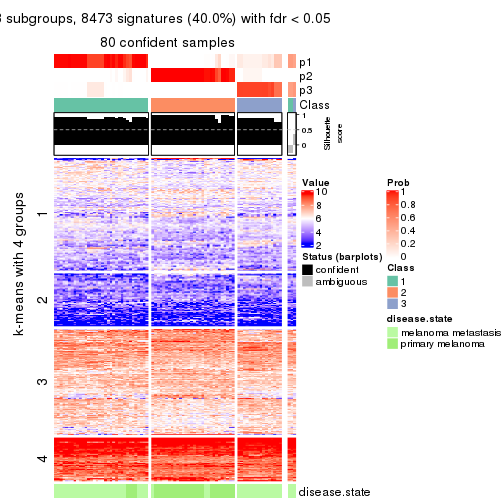 3 subgroups, 8473 signatures (40.0%) with fdr < 0.05
80 confident samples
p1
p2
p3
Class
1
0.5
0
Silhouette
score
k-means with 4 groups
1
2
3
4
disease.state
Value
10
8
6
4
2
Status (barplots)
confident
ambiguous
Prob
1
0.8
0.6
0.4
0.2
0
Class
1
2
3
disease.state
melanoma metastasis
primary melanoma